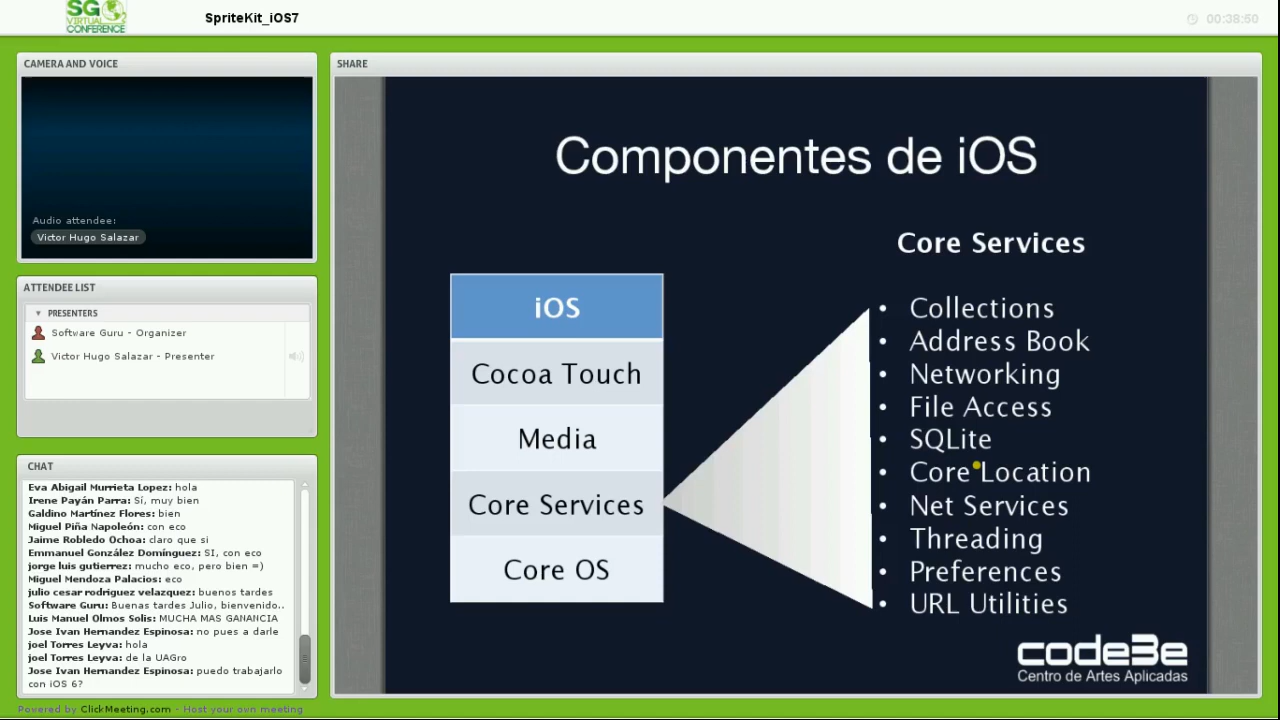 SG
VIRTUAL
CONFERENCE
SpriteKit_iOS7
00:38:50
CAMERA AND VOICE
Audio attendee:
Victor Hugo Salazar
ATTENDEE LIST
PRESENTERS
Software Guru - Organizer
Victor Hugo Salazar - Presenter
CHAT
Eva Abigail Murrieta Lopez: hola
Irene Payán Parra: Sí, muy bien
Galdino Martínez Flores: bien
Miguel Piña Napoleón: con eco
Jaime Robledo Ochoa: claro que si
Emmanuel González Domínguez: SI, con eco
jorge luis gutierrez: mucho eco, pero bien =)
Miguel Mendoza Palacios: eco
julio cesar rodriguez velazquez: buenos tardes
Software Guru: Buenas tardes Julio, bienvenido..
Luis Manuel Olmos Solis: MUCHA MAS GANANCIA
Jose Ivan Hernandez Espinosa: no pues a darle
joel Torres Leyva: hola
joel Torres Leyva: de la UAGro
Jose Ivan Hernandez Espinosa: puedo trabajarlo
con iOS 6?
Powered by ClickMeeting.com - Host your own meeting
SHARE
Componentes de iOS
iOS
Cocoa Touch
Media
Core Services
Core OS
Core Services
• Collections
• Address Book
• Networking
• File Access
• SQLite
• Core Location
• Net Services
• Threading
• Preferences
• URL Utilities
code3e
Centro de Artes Aplicadas